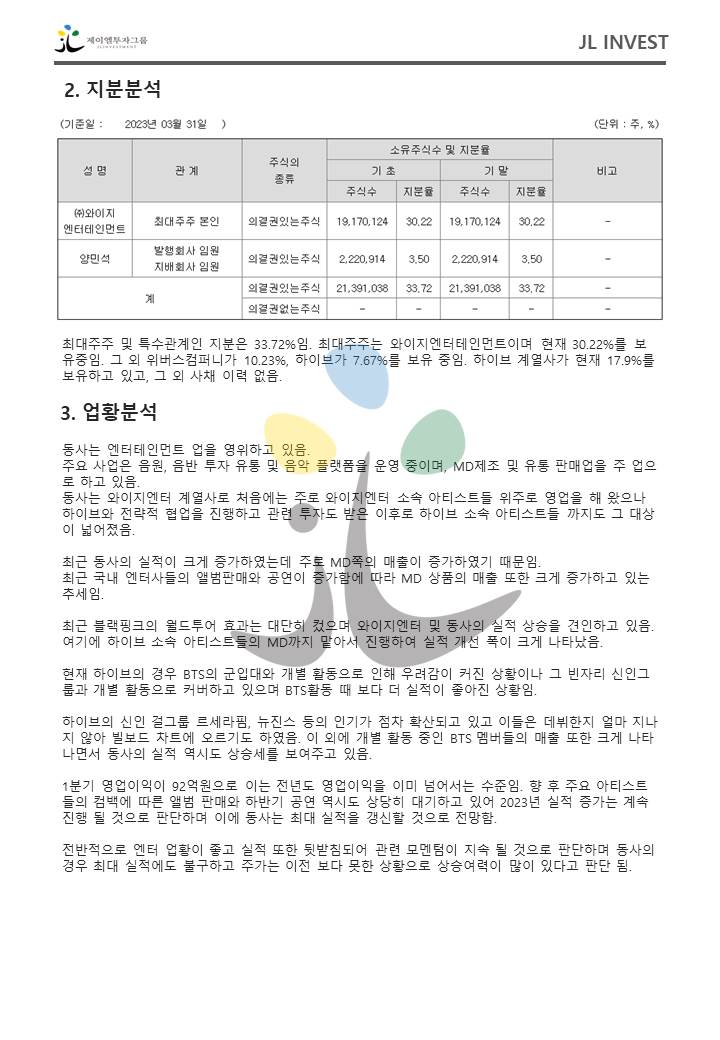 제이엘투자그룹
JL INVESTMENT
JL INVEST
2. 지분분석
(기준일 : 2023년 03월 31일 )
(단위 : 주, %)
성 명 관 계 주식의 종류 소유주식수 및 지분율 비고
기 초 기 말
주식수 지분율 주식수 지분율
㈜와이지 엔터테인먼트 최대주주 본인 의결권있는주식 19,170,124 30.22 19,170,124 30.22 -
양민석 발행회사 임원 지배회사 임원 의결권있는주식 2,220,914 3.50 2,220,914 3.50 -
계 의결권있는주식 21,391,038 33.72 21,391,038 33.72 -
의결권없는주식 - - - - -
최대주주 및 특수관계인 지분은 33.72%임. 최대주주는 와이지엔터테인먼트이며 현재 30.22%를 보
유중임. 그 외 위버스컴퍼니가 10.23%, 하이브가 7.67%를 보유 중임. 하이브 계열사가 현재 17.9%를
보유하고 있고, 그 외 사채 이력 없음.
3. 업황분석
동사는 엔터테인먼트 업을 영위하고 있음.
주요 사업은 음원, 음반 투자 유통 및 음악 플랫폼을 운영 중이며, MD제조 및 유통 판매업을 주 업으
로 하고 있음.
동사는 와이지엔터 계열사로 처음에는 주로 와이지엔터 소속 아티스트들 위주로 영업을 해 왔으나
하이브와 전략적 협업을 진행하고 관련 투자도 받은 이후로 하이브 소속 아티스트들 까지도 그 대상
이 넓어졌음.
최근 동사의 실적이 크게 증가하였는데 주로 MD쪽의 매출이 증가하였기 때문임.
최근 국내 엔터사들의 앨범판매와 공연이 증가함에 따라 MD 상품의 매출 또한 크게 증가하고 있는
추세임.
최근 블랙핑크의 월드투어 효과는 대단히 컸으며 와이지엔터 및 동사의 실적 상승을 견인하고 있음.
여기에 하이브 소속 아티스트들의 MD까지 맡아서 진행하여 실적 개선 폭이 크게 나타났음.
현재 하이브의 경우 BTS의 군입대와 개별 활동으로 인해 우려감이 커진 상황이나 그 빈자리 신인그
룹과 개별 활동으로 커버하고 있으며 BTS활동 때 보다 더 실적이 좋아진 상황임.
하이브의 신인 걸그룹 르세라핌, 뉴진스 등의 인기가 점차 확산되고 있고 이들은 데뷔한지 얼마 지나
지 않아 빌보드 차트에 오르기도 하였음. 이 외에 개별 활동 중인 BTS 멤버들의 매출 또한 크게 나타
나면서 동사의 실적 역시도 상승세를 보여주고 있음.
1분기 영업이익이 92억원으로 이는 전년도 영업이익을 이미 넘어서는 수준임. 향 후 주요 아티스트
들의 컴백에 따른 앨범 판매와 하반기 공연 역시도 상당히 대기하고 있어 2023년 실적 증가는 계속
진행 될 것으로 판단하며 이에 동사는 최대 실적을 갱신할 것으로 전망함.
전반적으로 엔터 업황이 좋고 실적 또한 뒷받침되어 관련 모멘텀이 지속 될 것으로 판단하며 동사의
경우 최대 실적에도 불구하고 주가는 이전 보다 못한 상황으로 상승여력이 많이 있다고 판단 됨.